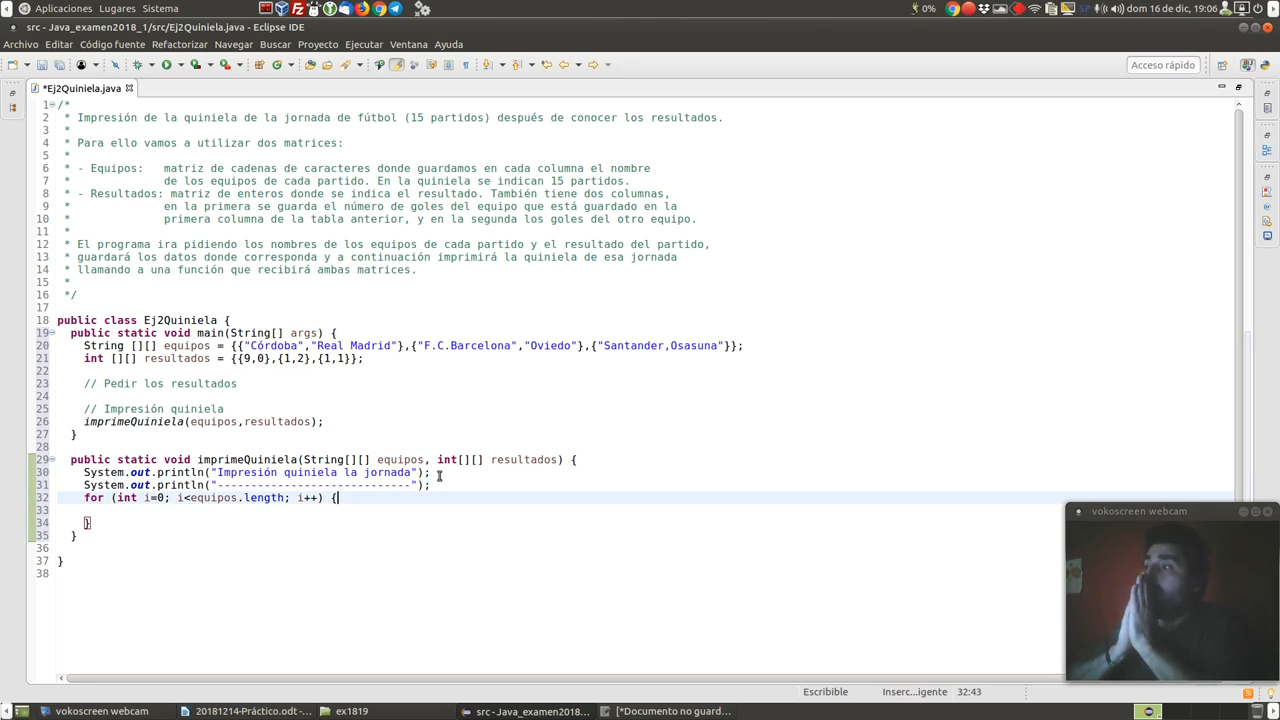 Aplicaciones Lugares Sistema
0% SP dom 16 de dic, 19:06
src - Java_examen2018_1/src/Ej2Quiniela.java - Eclipse IDE
Archivo Editar Código fuente Refactorizar Navegar Buscar Proyecto Ejecutar Ventana Ayuda
Acceso rápido
*Ej2Quiniela.java
1 /*
2 * Impresión de la quiniela de la jornada de fútbol (15 partidos) después de conocer los resultados.
3 *
4 * Para ello vamos a utilizar dos matrices:
5 *
6 * - Equipos: matriz de cadenas de caracteres donde guardamos en cada columna el nombre
7 * de los equipos de cada partido. En la quiniela se indican 15 partidos.
8 * - Resultados: matriz de enteros donde se indica el resultado. También tiene dos columnas,
9 * en la primera se guarda el número de goles del equipo que está guardado en la
10 * primera columna de la tabla anterior, y en la segunda los goles del otro equipo.
11 *
12 * El programa ira pidiendo los nombres de los equipos de cada partido y el resultado del partido,
13 * guardará los datos donde corresponda y a continuación imprimirá la quiniela de esa jornada
14 * llamando a una función que recibirá ambas matrices.
15 *
16 */
17
18 public class Ej2Quiniela {
19 public static void main(String[] args) {
20 String [][] equipos = {{"Córdoba","Real Madrid"},{"F.C.Barcelona","Oviedo"},{"Santander,Osasuna"}};
21 int [][] resultados = {{9,0},{1,2},{1,1}};
22
23 // Pedir los resultados
24
25 // Impresión quiniela
26 imprimeQuiniela(equipos,resultados);
27 }
28
29 public static void imprimeQuiniela(String[][] equipos, int[][] resultados) {
30 System.out.println("Impresión quiniela la jornada");
31 System.out.println("-----------------------------");
32 for (int i=0; i<equipos.length; i++) {
33
34 }
35 }
36
37 }
38
vokoscreen webcam
Escribible Inserc...igente 32:43
vokoscreen webcam 20181214-Práctico.odt -... ex1819 src - Java_examen2018... [*Documento no guard...